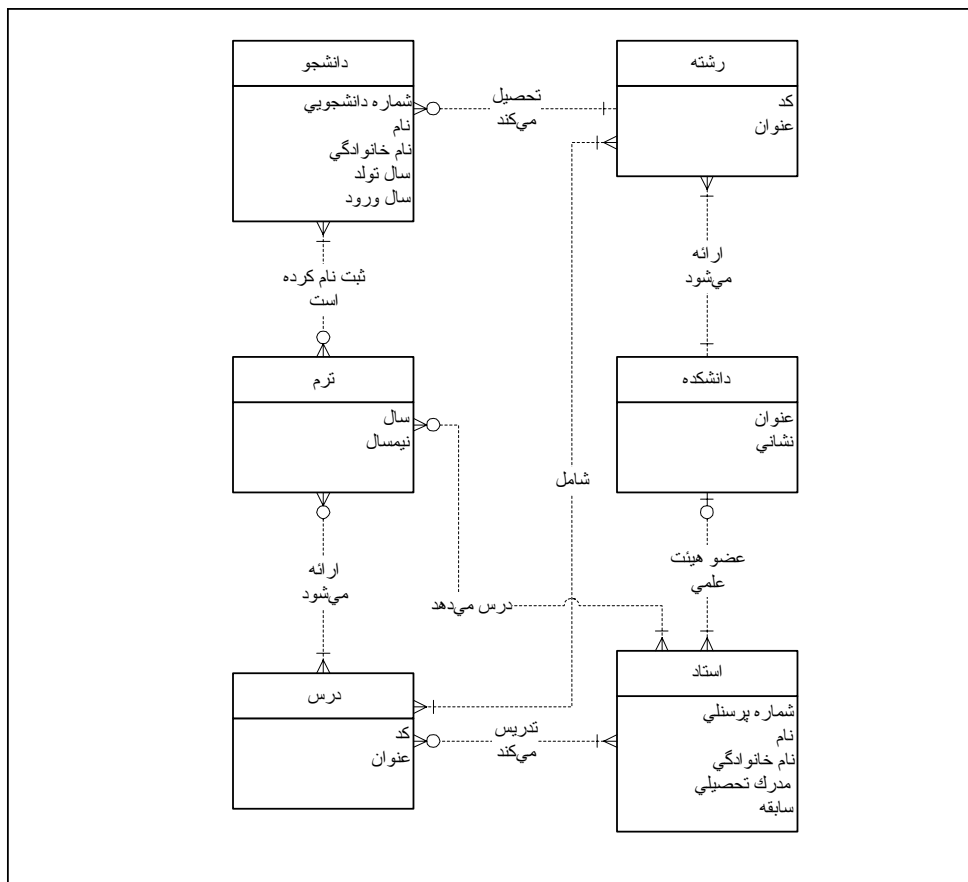 دانشجو
شماره دانشجويي
نام
نام خانوادگي
سال تولد
سال ورود
تحصيل
مي‌كند
رشته
كد
عنوان
ثبت نام كرده
است
ارائه
مي‌شود
ترم
سال
نيمسال
شامل
دانشكده
عنوان
نشاني
ارائه
مي‌شود
درس مي‌دهد
عضو هيئت
علمي
درس
كد
عنوان
تدريس
مي‌كند
استاد
شماره پرسنلي
نام
نام خانوادگي
مدرك تحصيلي
سابقه